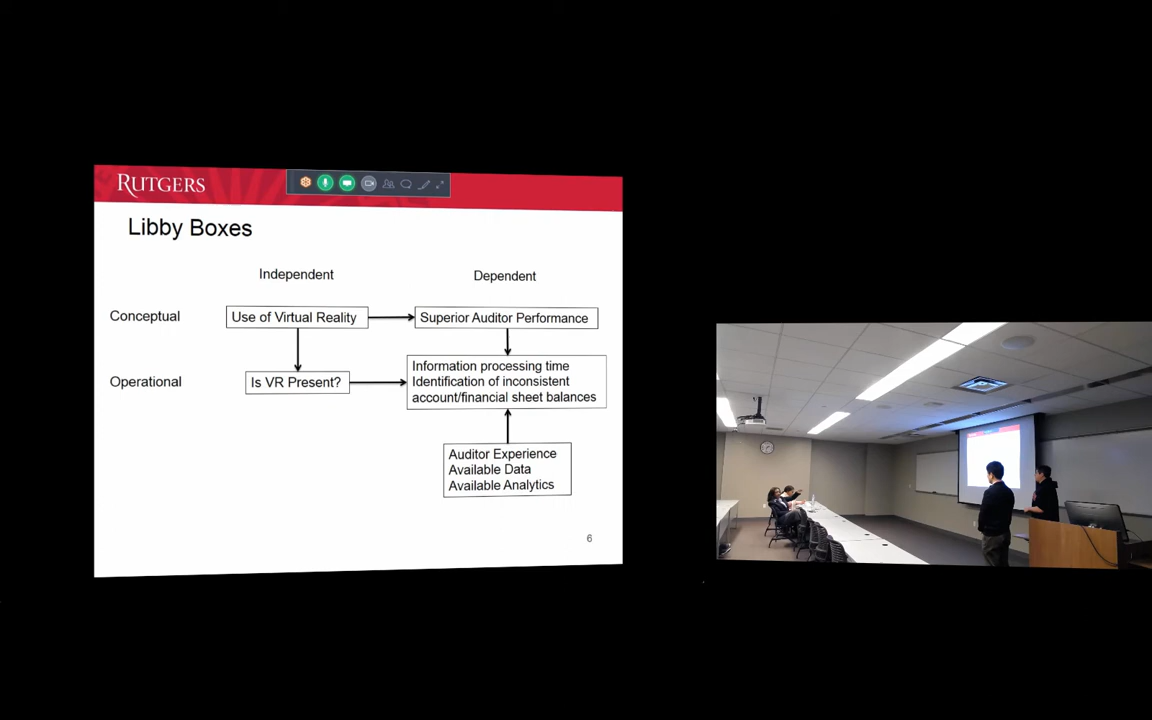 RUTGERS
Libby Boxes
Independent
Dependent
Conceptual
Use of Virtual Reality
Superior Auditor Performance
Operational
Is VR Present?
Information processing time
Identification of inconsistent
account/financial sheet balances
Auditor Experience
Available Data
Available Analytics
6